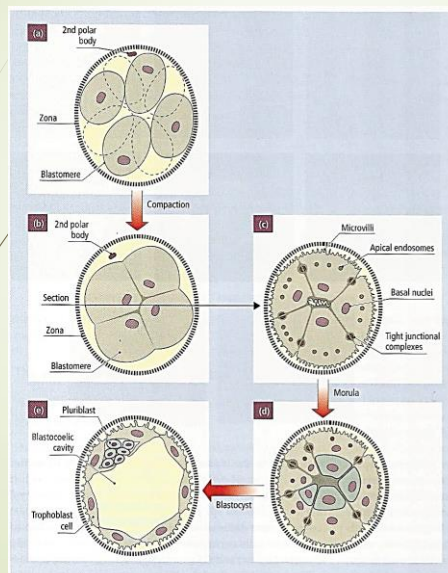 (a)
2nd polar
body
Zona
Blastomere
Compaction
(b)
2nd polar
body
Section
Zona
Blastomere
(c)
Microvilli
Apical endosomes
Basal nuclei
Tight junctional
complexes
Morula
(d)
Blastocyst
(e)
Pluriblast
Blastocoelic
cavity
Trophoblast
cell